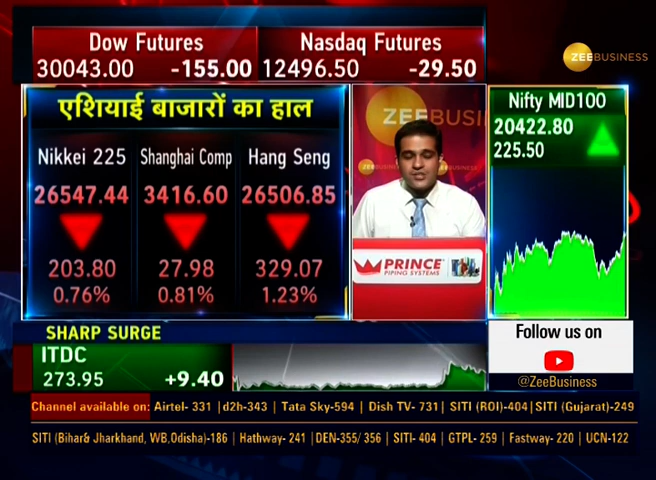 Dow Futures
30043.00 -155.00
Nasdaq Futures
12496.50 -29.50
ZEEBUSINESS
एशियाई बाजारों का हाल
Nikkei 225
26547.44
203.80
0.76%
Shanghai Comp
3416.60
27.98
0.81%
Hang Seng
26506.85
329.07
1.23%
ZEEBUSI
ZEEBUSINESS
PRINCE
PIPING SYSTEMS
Nifty MID100
20422.80
225.50
SHARP SURGE
ITDC
273.95 +9.40
Follow us on
@ZeeBusiness
Channel available on: Airtel- 331 |d2h-343 | Tata Sky-594 | Dish TV- 731| SITI (ROI)-404|SITI (Gujarat)-249
SITI (Bihar& Jharkhand, WB,Odisha)-186 | Hathway- 241 |DEN-355/ 356 | SITI- 404 | GTPL- 259 | Fastway- 220 | UCN-122